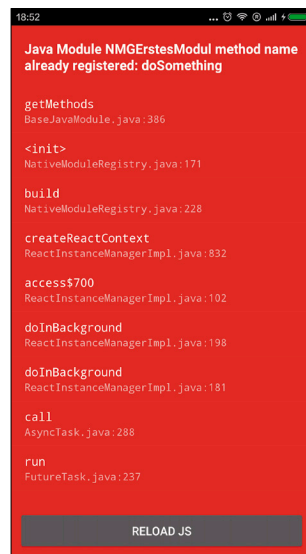 18:52
...
Java Module NMGErstesModul method name
already registered: doSomething
getMethods
BaseJavaModule.java:386
<init>
NativeModuleRegistry.java:171
build
NativeModuleRegistry.java:228
createReactContext
ReactInstanceManagerImpl.java:832
access$700
ReactInstanceManagerImpl.java:102
doInBackground
ReactInstanceManagerImpl.java:198
doInBackground
ReactInstanceManagerImpl.java:181
call
AsyncTask.java:288
run
FutureTask.java:237
RELOAD JS